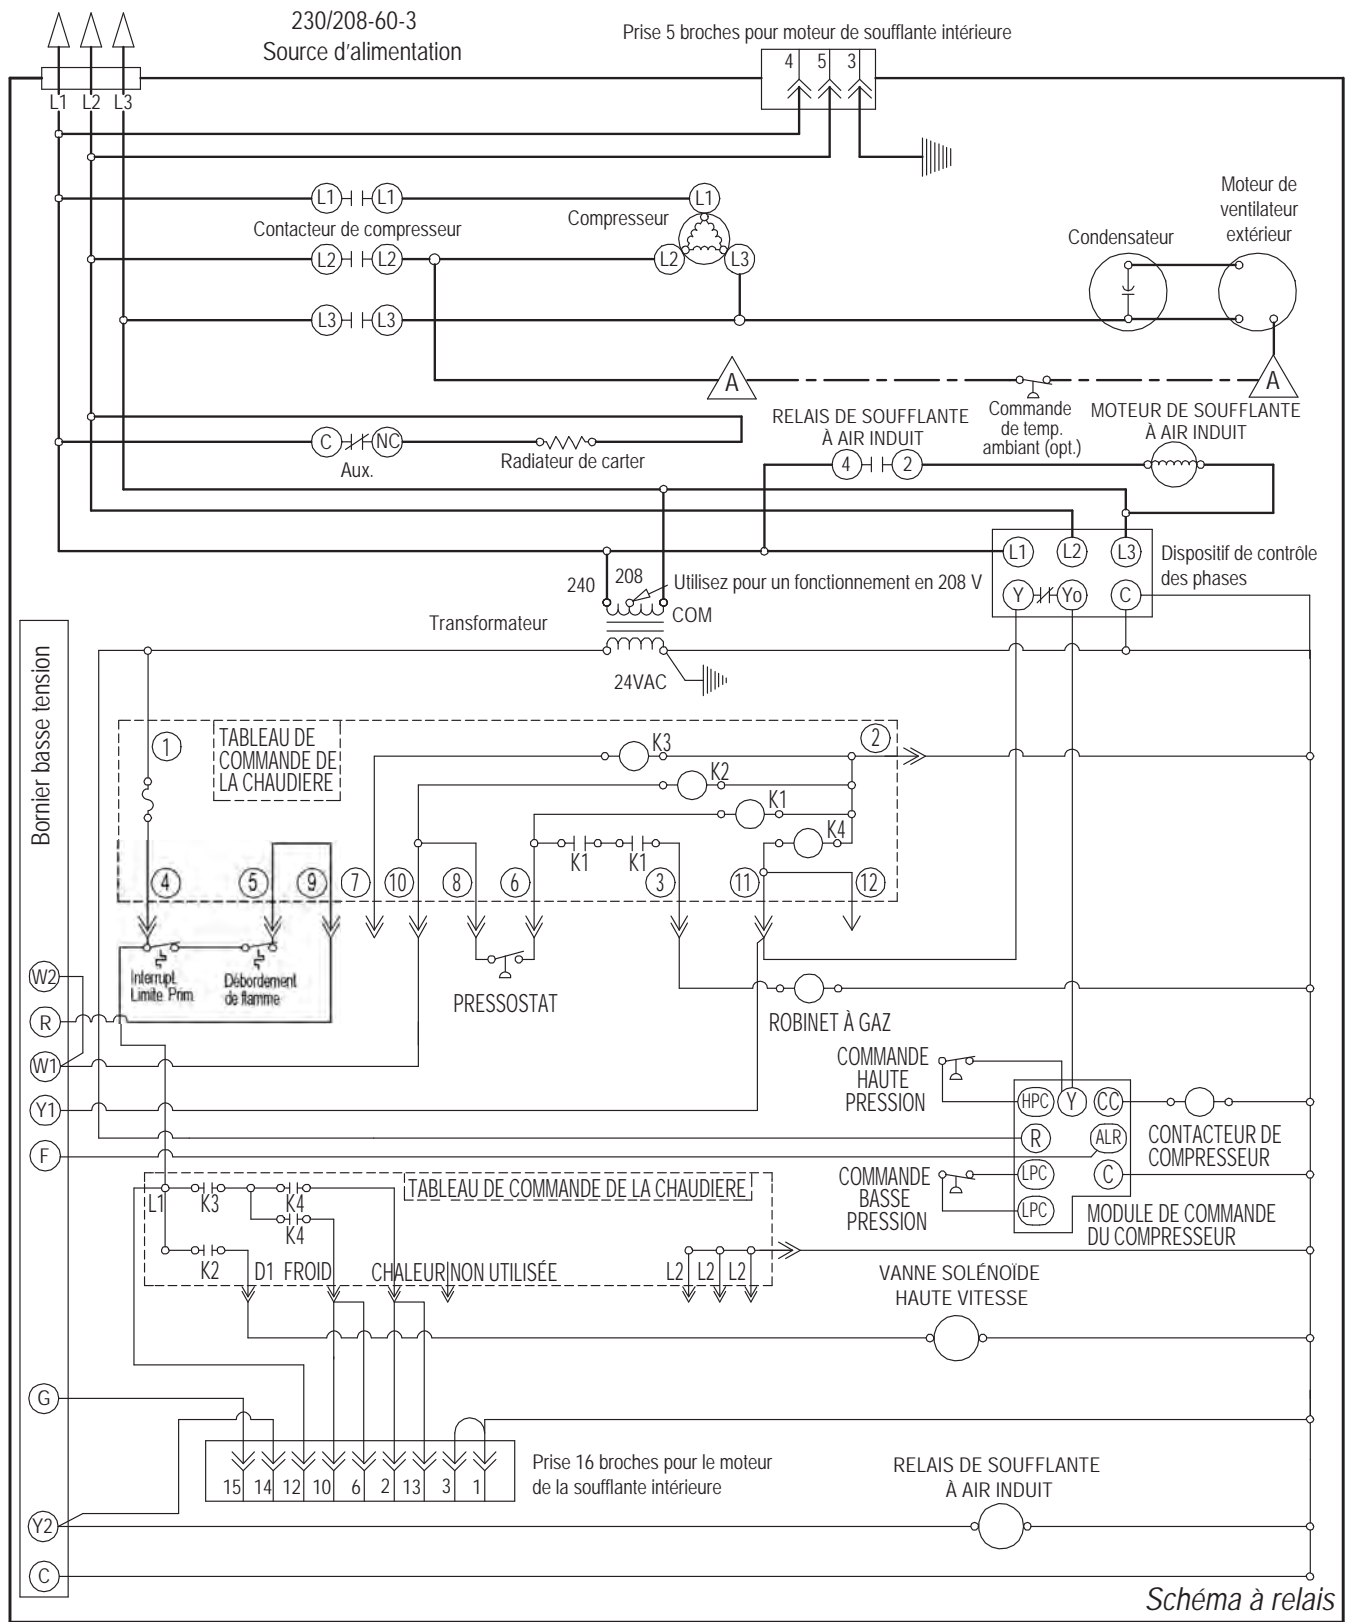 230/208-60-3
Source d'alimentation
Prise 5 broches pour moteur de soufflante intérieure
4 5 3
L1 L2 L3
L1 L1
L1
Contacteur de compresseur
Compresseur
L2 L2
L2 L3
L3 L3
Condensateur
Moteur de
ventilateur
extérieur
A
A
Commande
de temp.
ambiant (opt.)
RELAIS DE SOUFFLANTE
À AIR INDUIT
MOTEUR DE SOUFFLANTE
À AIR INDUIT
C NC
Aux.
Radiateur de carter
4 2
L1 L2 L3
Y Yo C
Dispositif de contrôle
des phases
240 208
Utilisez pour un fonctionnement en 208 V
COM
Transformateur
24VAC
Bornier basse tension
1
TABLEAU DE
COMMANDE DE
LA CHAUDIERE
K3
2
K2
K1
K4
K1 K1
4 5 9 7 10 8 6 3 11 12
Interrupt.
Limite Prim.
Débordement
de flamme
PRESSOSTAT
ROBINET À GAZ
W2
R
W1
Y1
F
COMMANDE
HAUTE
PRESSION
HPC Y CC
R ALR
LPC C
LPC
CONTACTEUR DE
COMPRESSEUR
COMMANDE
BASSE
PRESSION
MODULE DE COMMANDE
DU COMPRESSEUR
TABLEAU DE COMMANDE DE LA CHAUDIERE
L1 K3 K4
K4
K2
D1 FROID CHALEUR NON UTILISÉE
L2 L2 L2
VANNE SOLÉNOÏDE
HAUTE VITESSE
G
15 14 12 10 6 2 13 3 1
Prise 16 broches pour le moteur
de la soufflante intérieure
RELAIS DE SOUFFLANTE
À AIR INDUIT
Y2
C
Schéma à relais